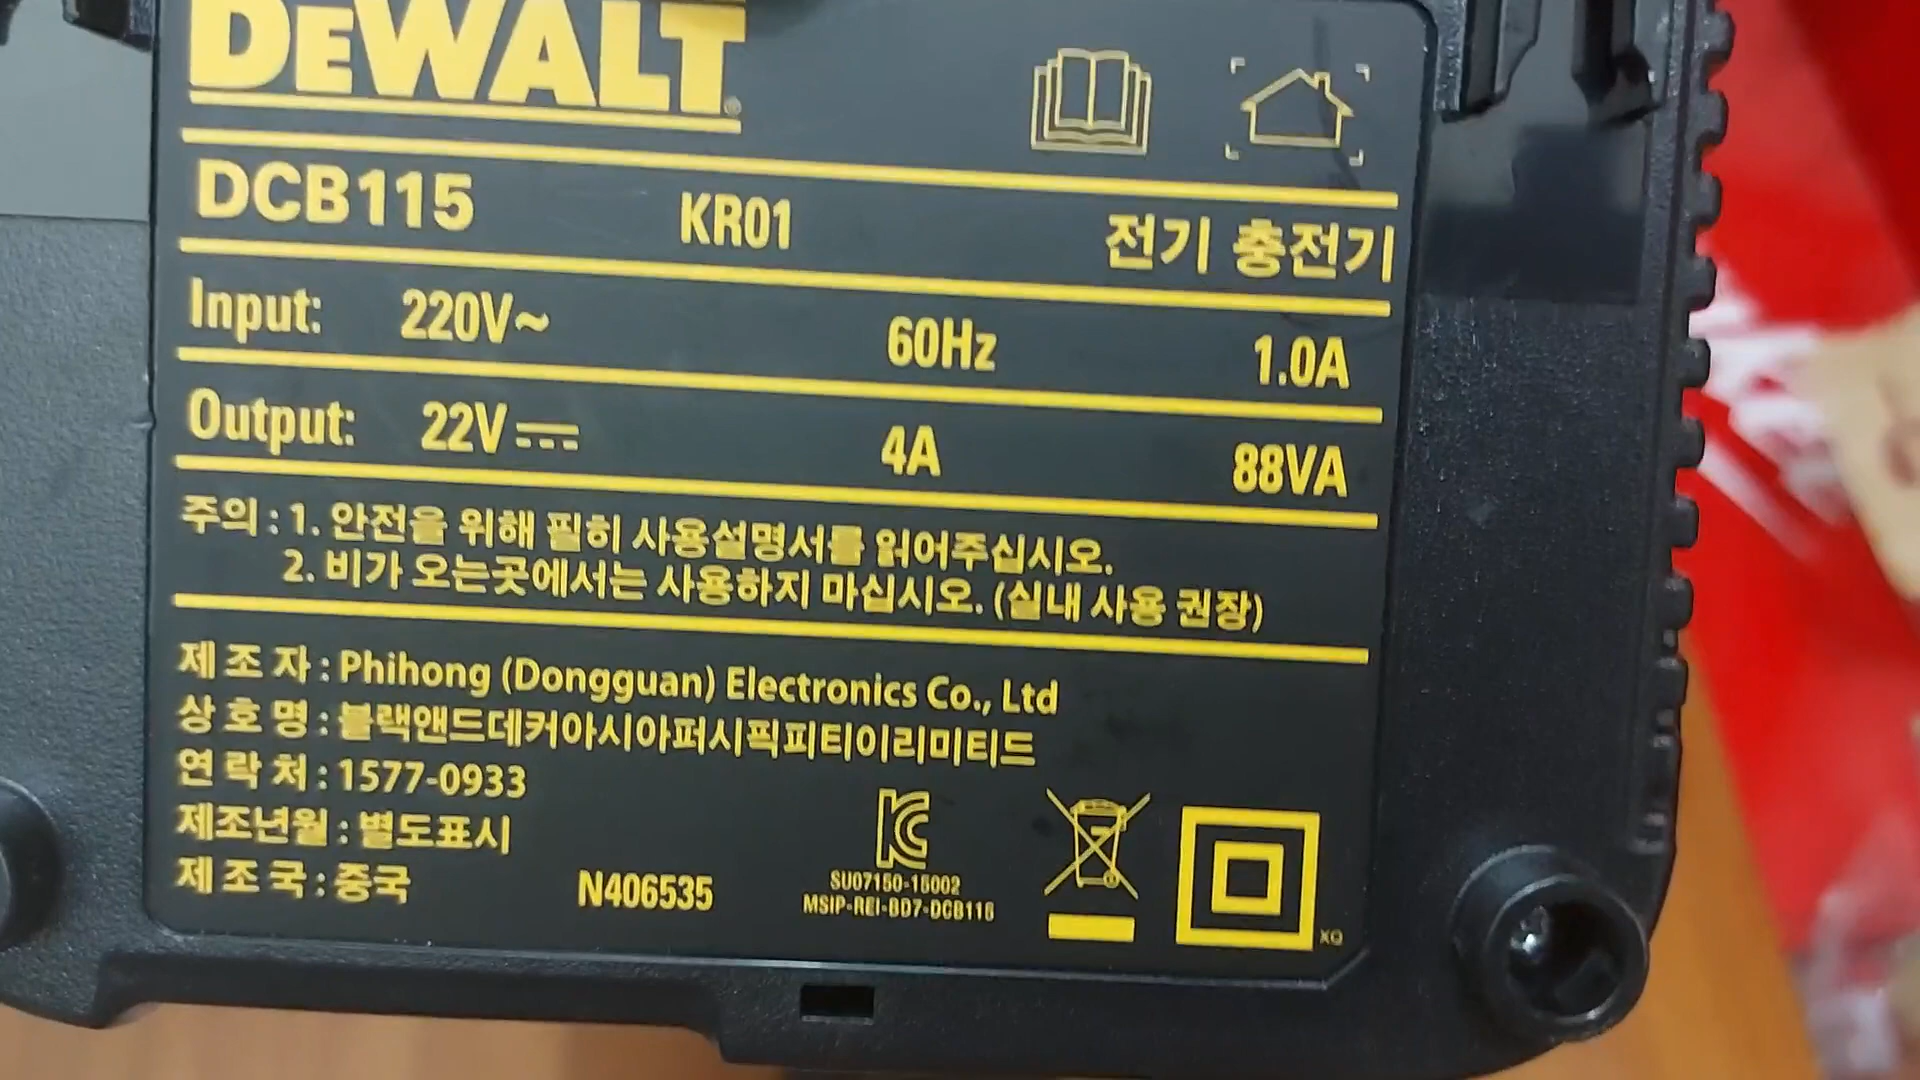 DEWALT®
DCB115 KR01 전기 충전기
Input: 220V~ 60Hz 1.0A
Output: 22V⎓ 4A 88VA
주의 : 1. 안전을 위해 필히 사용설명서를 읽어주십시오.
2. 비가 오는곳에서는 사용하지 마십시오. (실내 사용 권장)
제 조 자 : Phihong (Dongguan) Electronics Co., Ltd
상 호 명 : 블랙앤드데커아시아퍼시픽피티이리미티드
연 락 처 : 1577-0933
제조년월 : 별도표시
제 조 국 : 중국
N406535
SU07150-15002
MSIP-REI-BD7-DCB115
XQ